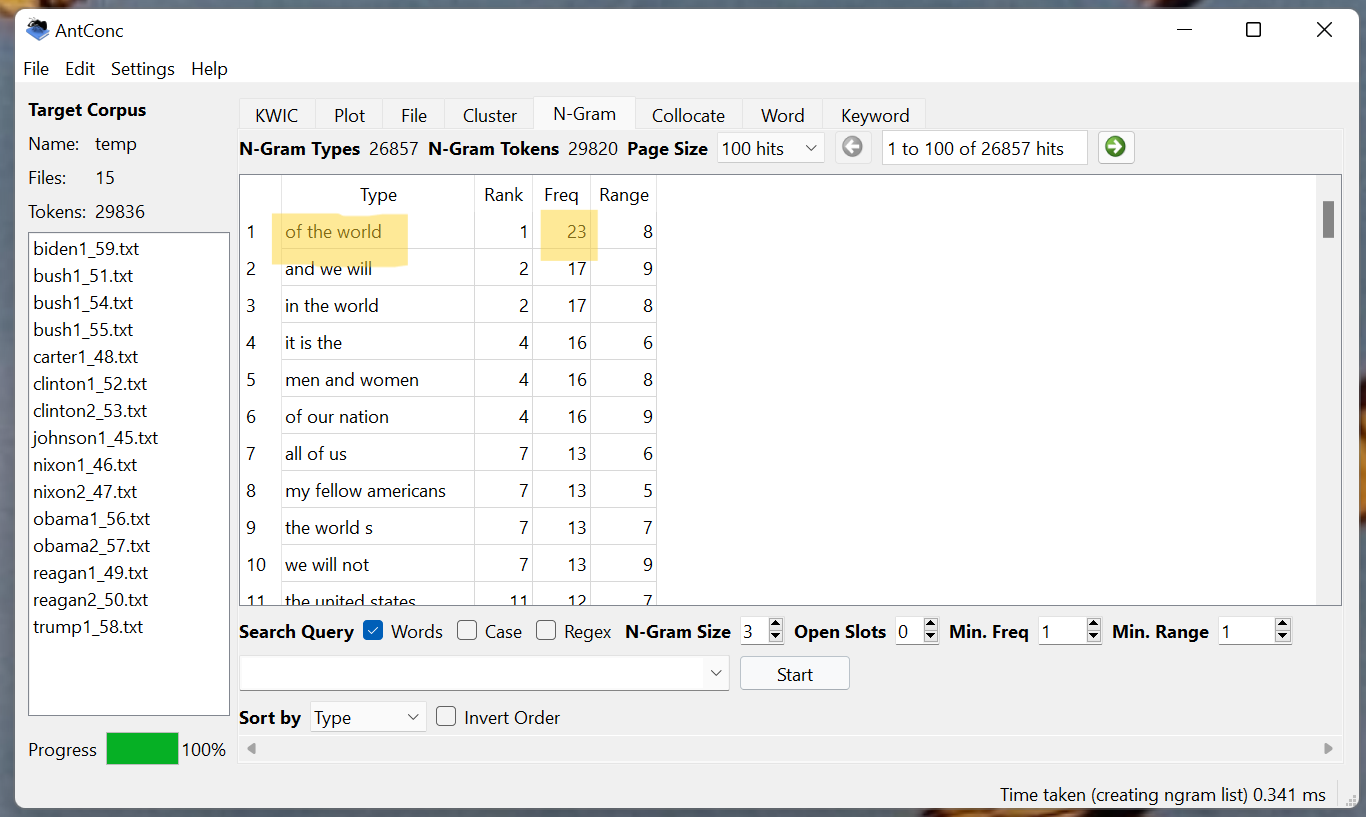 AntConc
File Edit Settings Help
Target Corpus
Name: temp
Files: 15
Tokens: 29836
biden1_59.txt
bush1_51.txt
bush1_54.txt
bush1_55.txt
carter1_48.txt
clinton1_52.txt
clinton2_53.txt
johnson1_45.txt
nixon1_46.txt
nixon2_47.txt
obama1_56.txt
obama2_57.txt
reagan1_49.txt
reagan2_50.txt
trump1_58.txt
Progress 100%
KWIC Plot File Cluster N-Gram Collocate Word Keyword
N-Gram Types 26857 N-Gram Tokens 29820 Page Size 100 hits 1 to 100 of 26857 hits
Type Rank Freq Range
1 of the world 1 23 8
2 and we will 2 17 9
3 in the world 2 17 8
4 it is the 4 16 6
5 men and women 4 16 8
6 of our nation 4 16 9
7 all of us 7 13 6
8 my fellow americans 7 13 5
9 the world s 7 13 7
10 we will not 7 13 9
11 the united states 11 12 7
Search Query Words Case Regex N-Gram Size 3 Open Slots 0 Min. Freq 1 Min. Range 1
Start
Sort by Type Invert Order
Time taken (creating ngram list) 0.341 ms